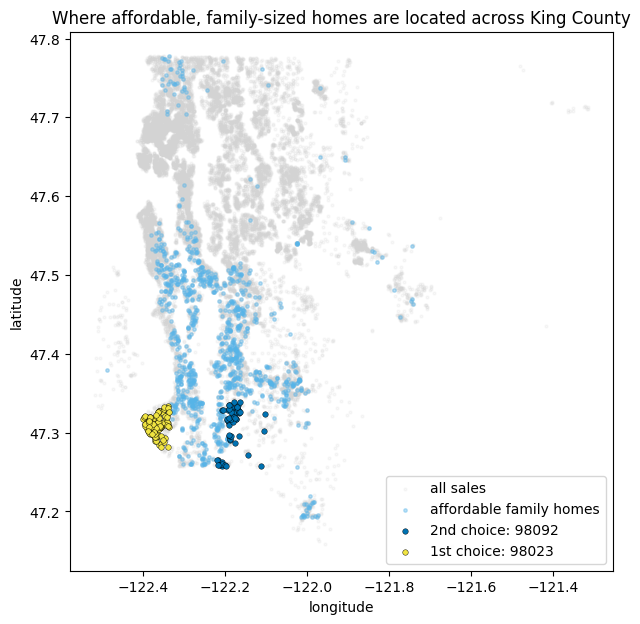 Where affordable, family-sized homes are located across King County
47.8
47.7
47.6
47.5
47.4
47.3
47.2
latitude
−122.4
−122.2
−122.0
−121.8
−121.6
−121.4
longitude
all sales
affordable family homes
2nd choice: 98092
1st choice: 98023